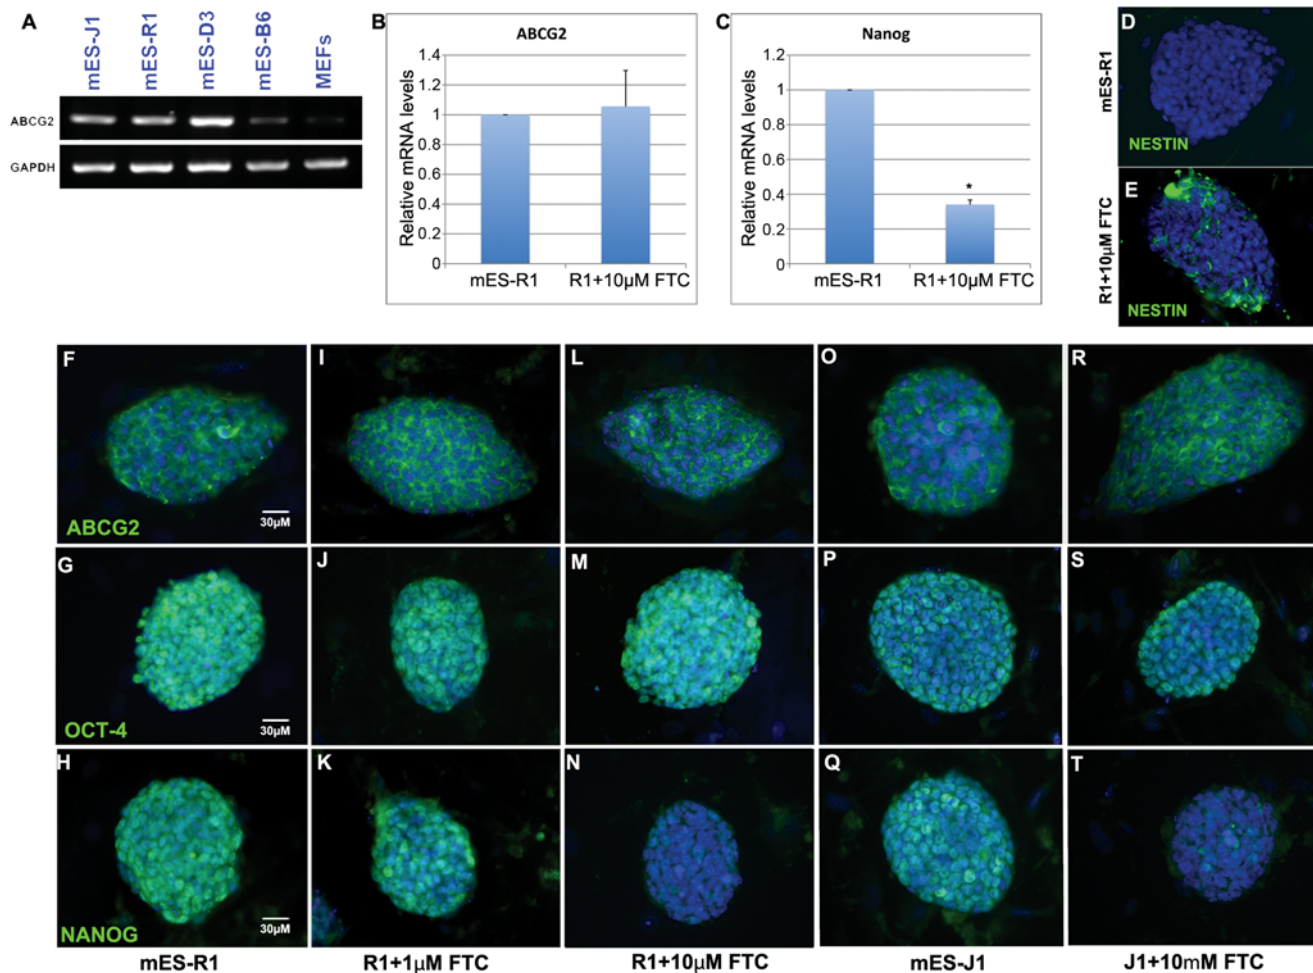 A
mES-J1
mES-R1
mES-D3
mES-B6
MEFs
ABCG2
GAPDH
B
ABCG2
Relative mRNA levels
1.4
1.2
1
0.8
0.6
0.4
0.2
0
mES-R1 R1+10µM FTC
C
Nanog
Relative mRNA levels
1.2
1
0.8
0.6
0.4
0.2
0
*
mES-R1 R1+10µM FTC
D
mES-R1
NESTIN
E
R1+10µM FTC
NESTIN
F I L O R
ABCG2 30µM
G J M P S
OCT-4 30µM
H K N Q T
NANOG 30µM
mES-R1 R1+1µM FTC R1+10µM FTC mES-J1 J1+10mM FTC